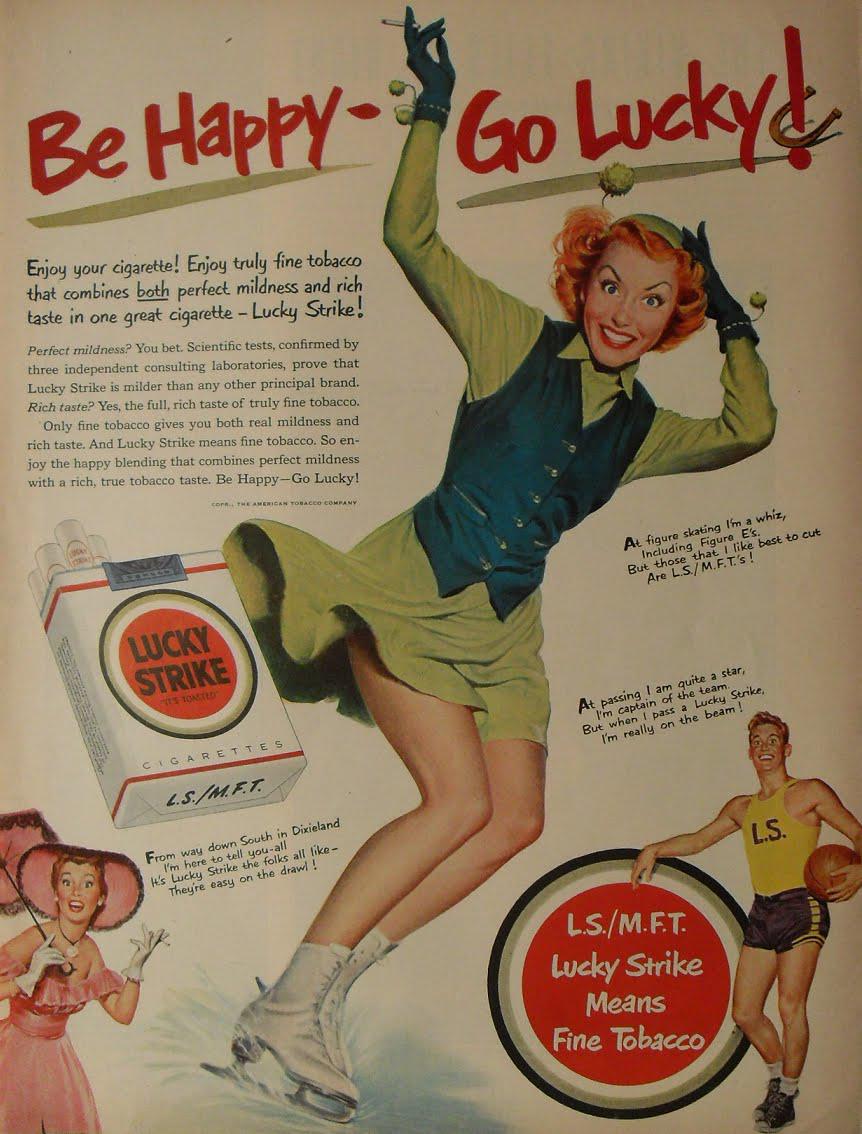 Be Happy-
Go Lucky!
Enjoy your cigarette! Enjoy truly fine tobacco
that combines both perfect mildness and rich
taste in one great cigarette - Lucky Strike!
Perfect mildness? You bet. Scientific tests, confirmed by
three independent consulting laboratories, prove that
Lucky Strike is milder than any other principal brand.
Rich taste? Yes, the full, rich taste of truly fine tobacco.
Only fine tobacco gives you both real mildness and
rich taste. And Lucky Strike means fine tobacco. So en-
joy the happy blending that combines perfect mildness
with a rich, true tobacco taste. Be Happy—Go Lucky!
COPR., THE AMERICAN TOBACCO COMPANY
At figure skating I'm a whiz,
Including Figure E's.
But those that I like best to cut
Are L.S./M.F.T.'s!
LUCKY
STRIKE
LUCKY
STRIKE
"IT'S TOASTED"
CIGARETTES
L.S./M.F.T.
At passing I am quite a star,
I'm captain of the team.
But when I pass a Lucky Strike,
I'm really on the beam!
From way down South in Dixieland
I'm here to tell you-all
It's Lucky Strike the folks all like-
They're easy on the drawl!
L.S.
L.S./M.F.T.
Lucky Strike
Means
Fine Tobacco